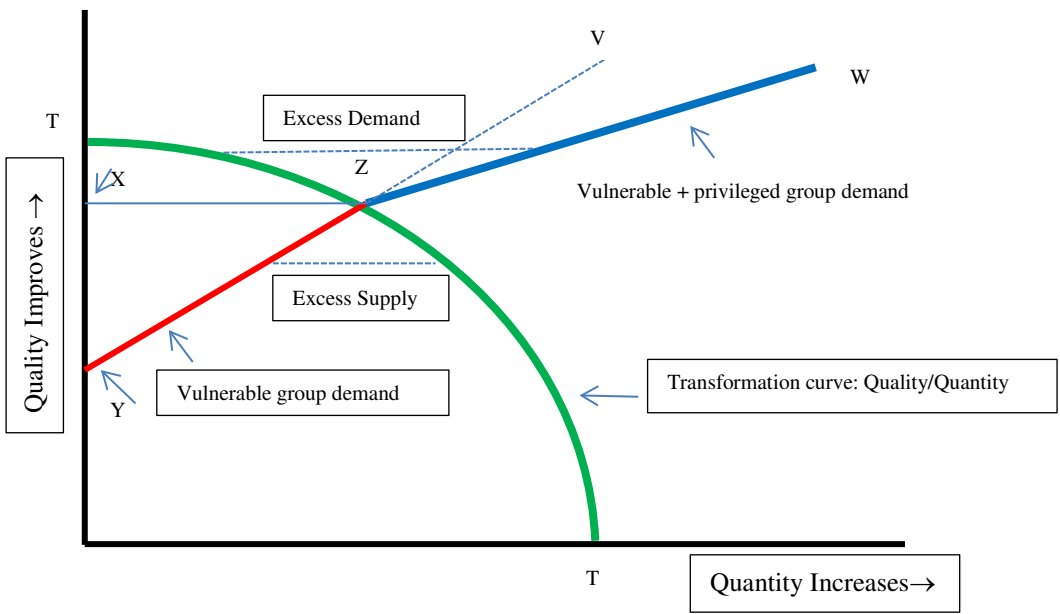 V
W
T
Excess Demand
Z
X
Vulnerable + privileged group demand
Quality Improves →
Excess Supply
Transformation curve: Quality/Quantity
Vulnerable group demand
Y
T
Quantity Increases→